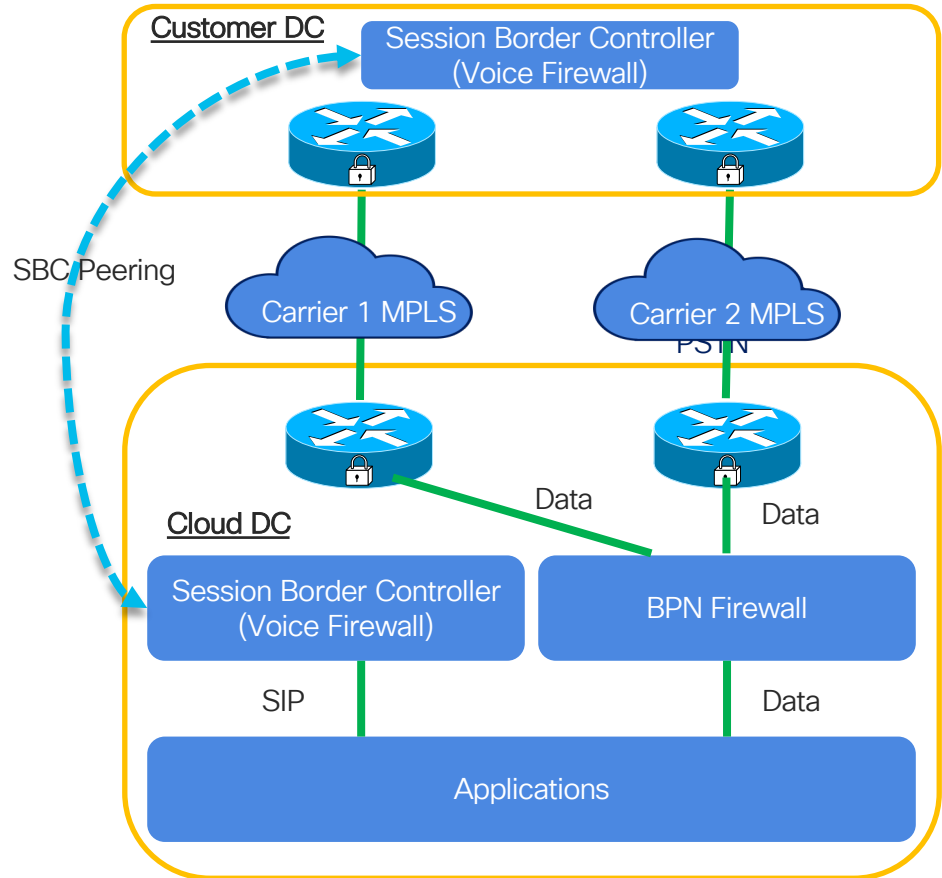 Customer DC
Session Border Controller
(Voice Firewall)
SBC Peering
Carrier 1 MPLS
Carrier 2 MPLS
PSTN
Data
Data
Cloud DC
Session Border Controller
(Voice Firewall)
BPN Firewall
SIP
Data
Applications